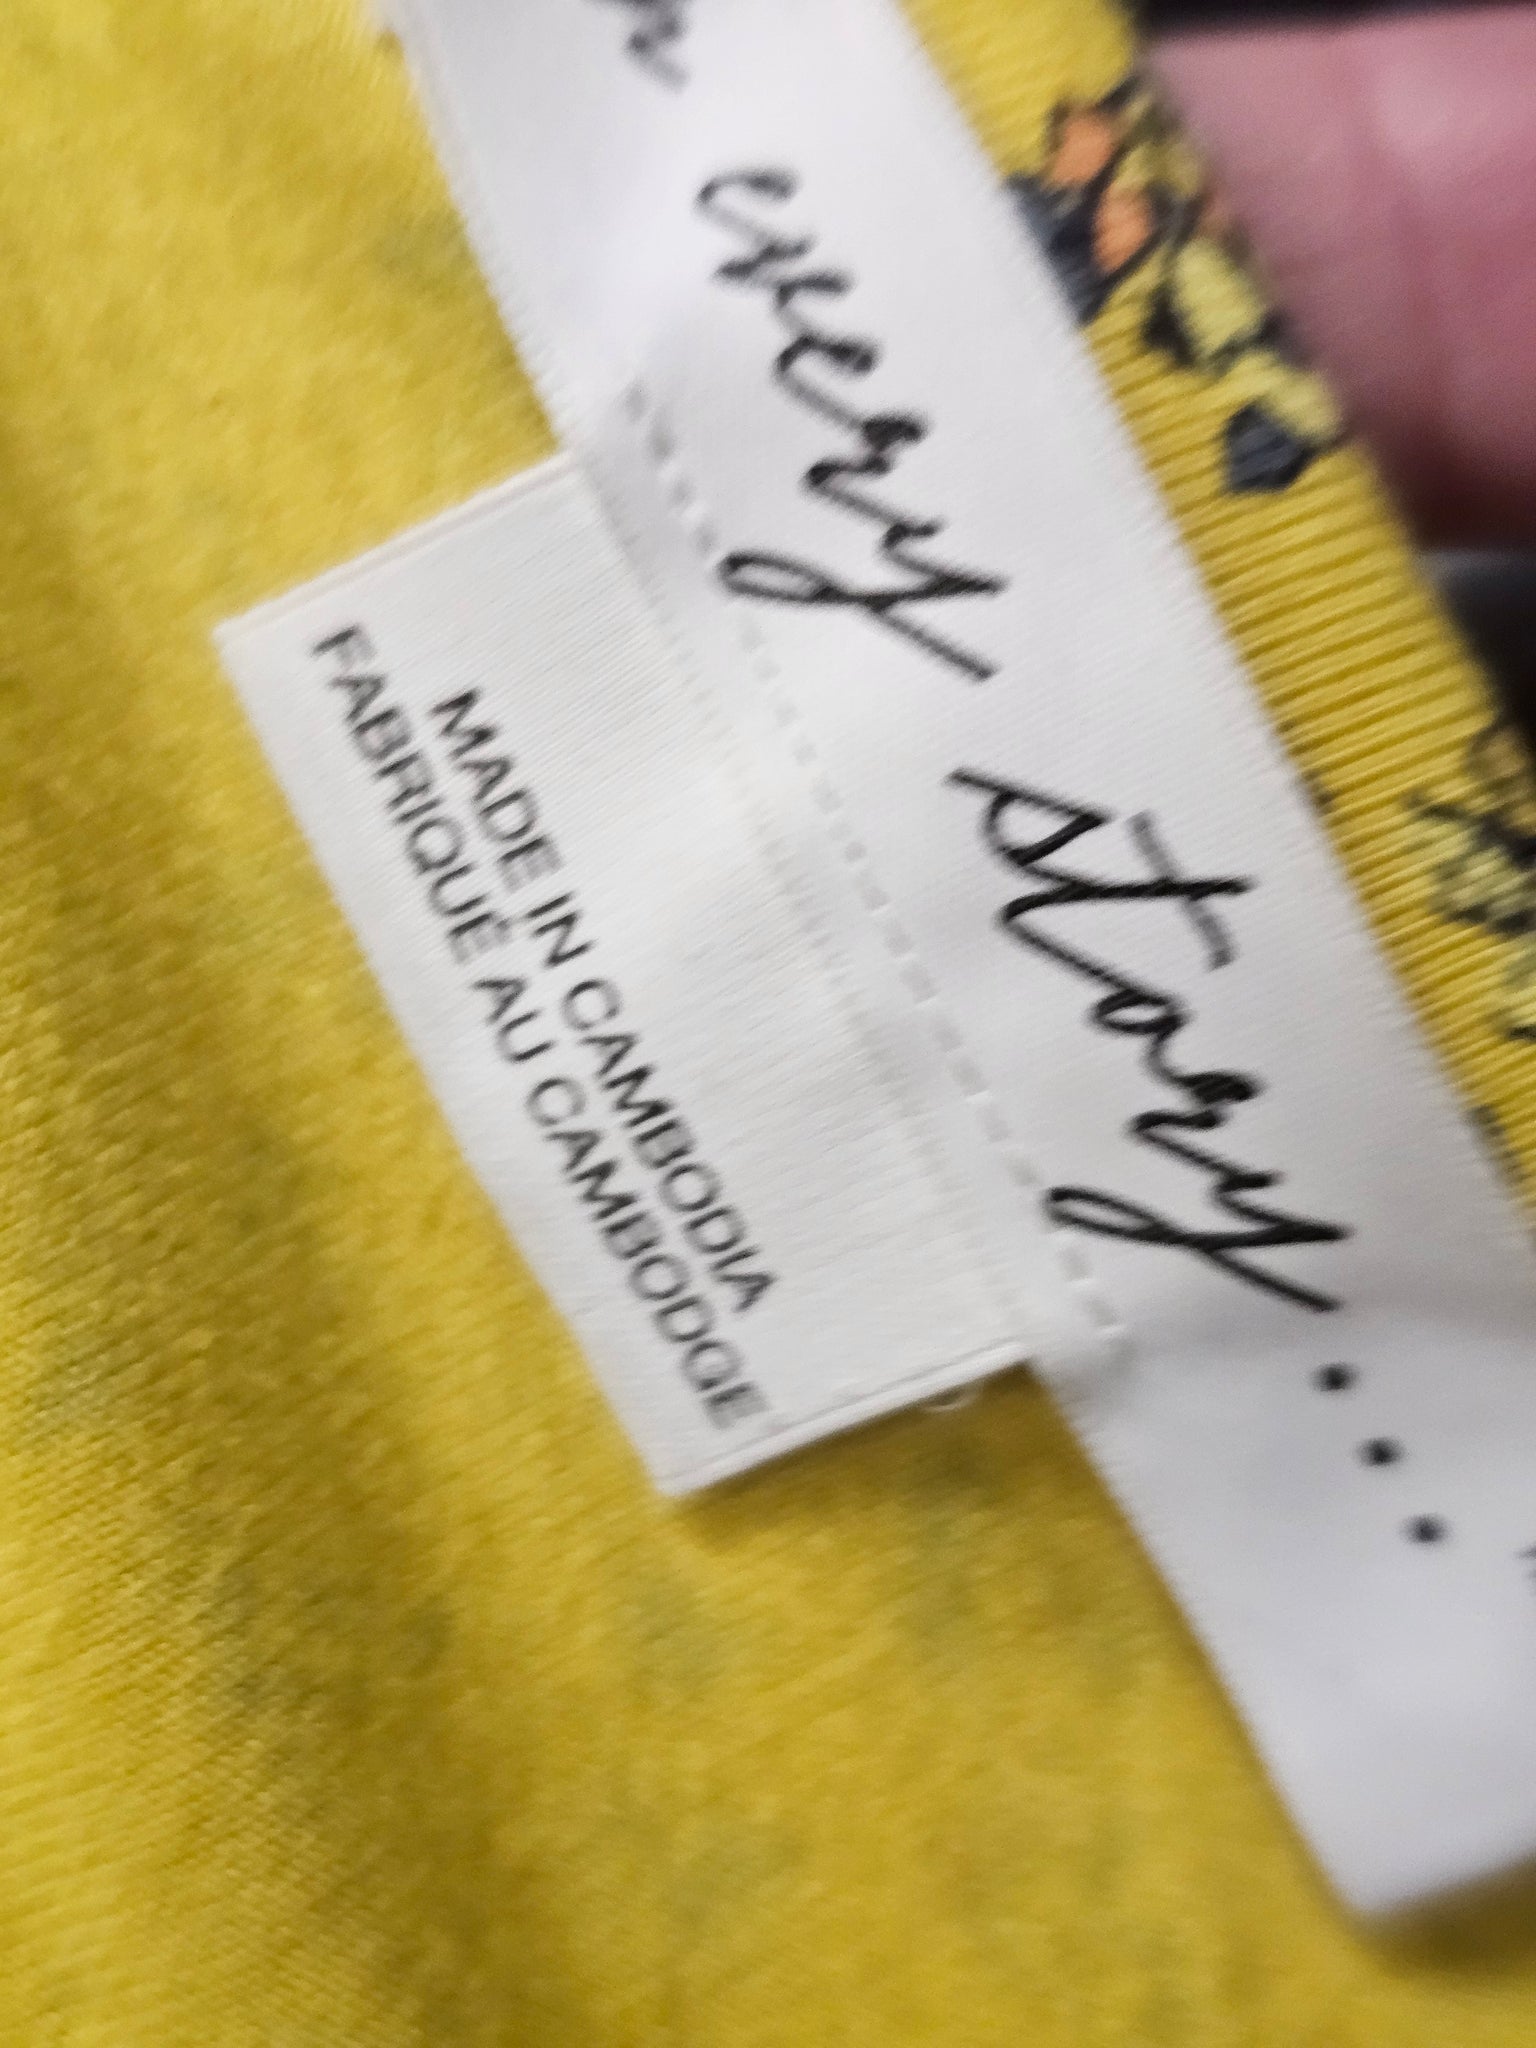 every story...
MADE IN CAMBODIA
FABRIQUÉ AU CAMBODGE